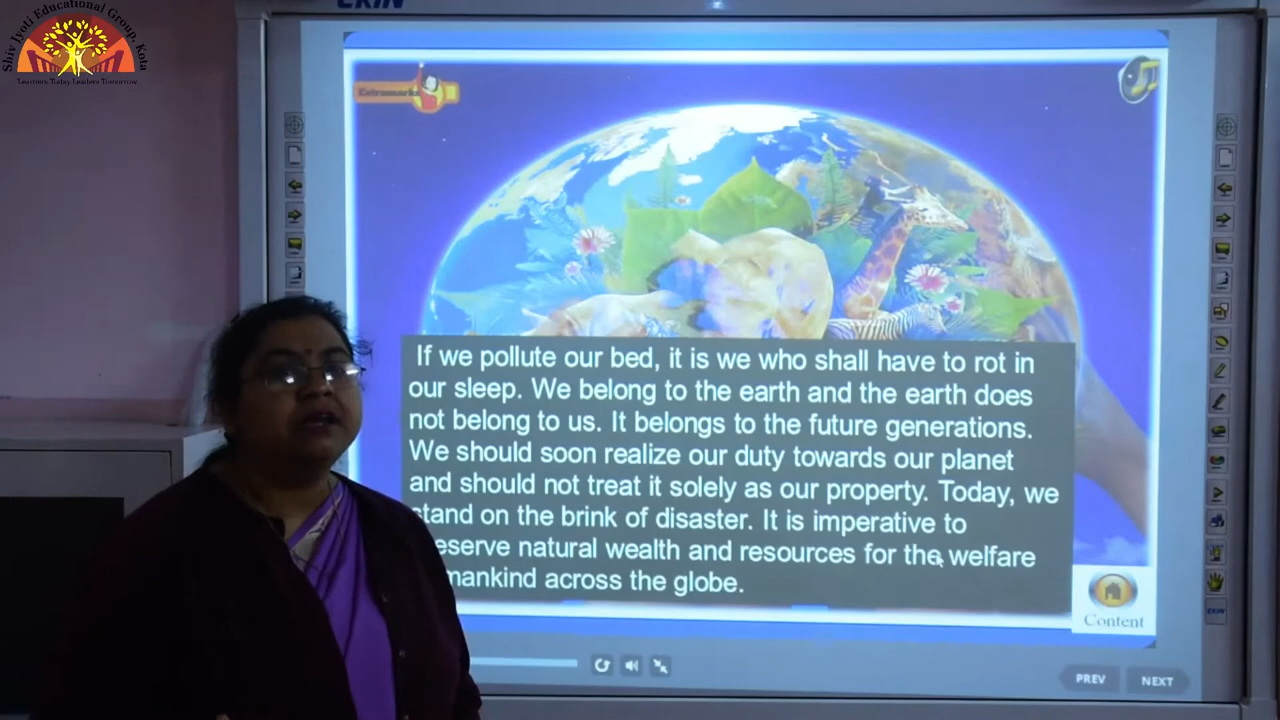 Shiv Jyoti Educational Group, Kota
Learners Today Leaders Tomorrow
EKIN
Extramarks
If we pollute our bed, it is we who shall have to rot in
our sleep. We belong to the earth and the earth does
not belong to us. It belongs to the future generations.
We should soon realize our duty towards our planet
and should not treat it solely as our property. Today, we
stand on the brink of disaster. It is imperative to
eserve natural wealth and resources for the welfare
mankind across the globe.
Content
PREV
NEXT
EKIN